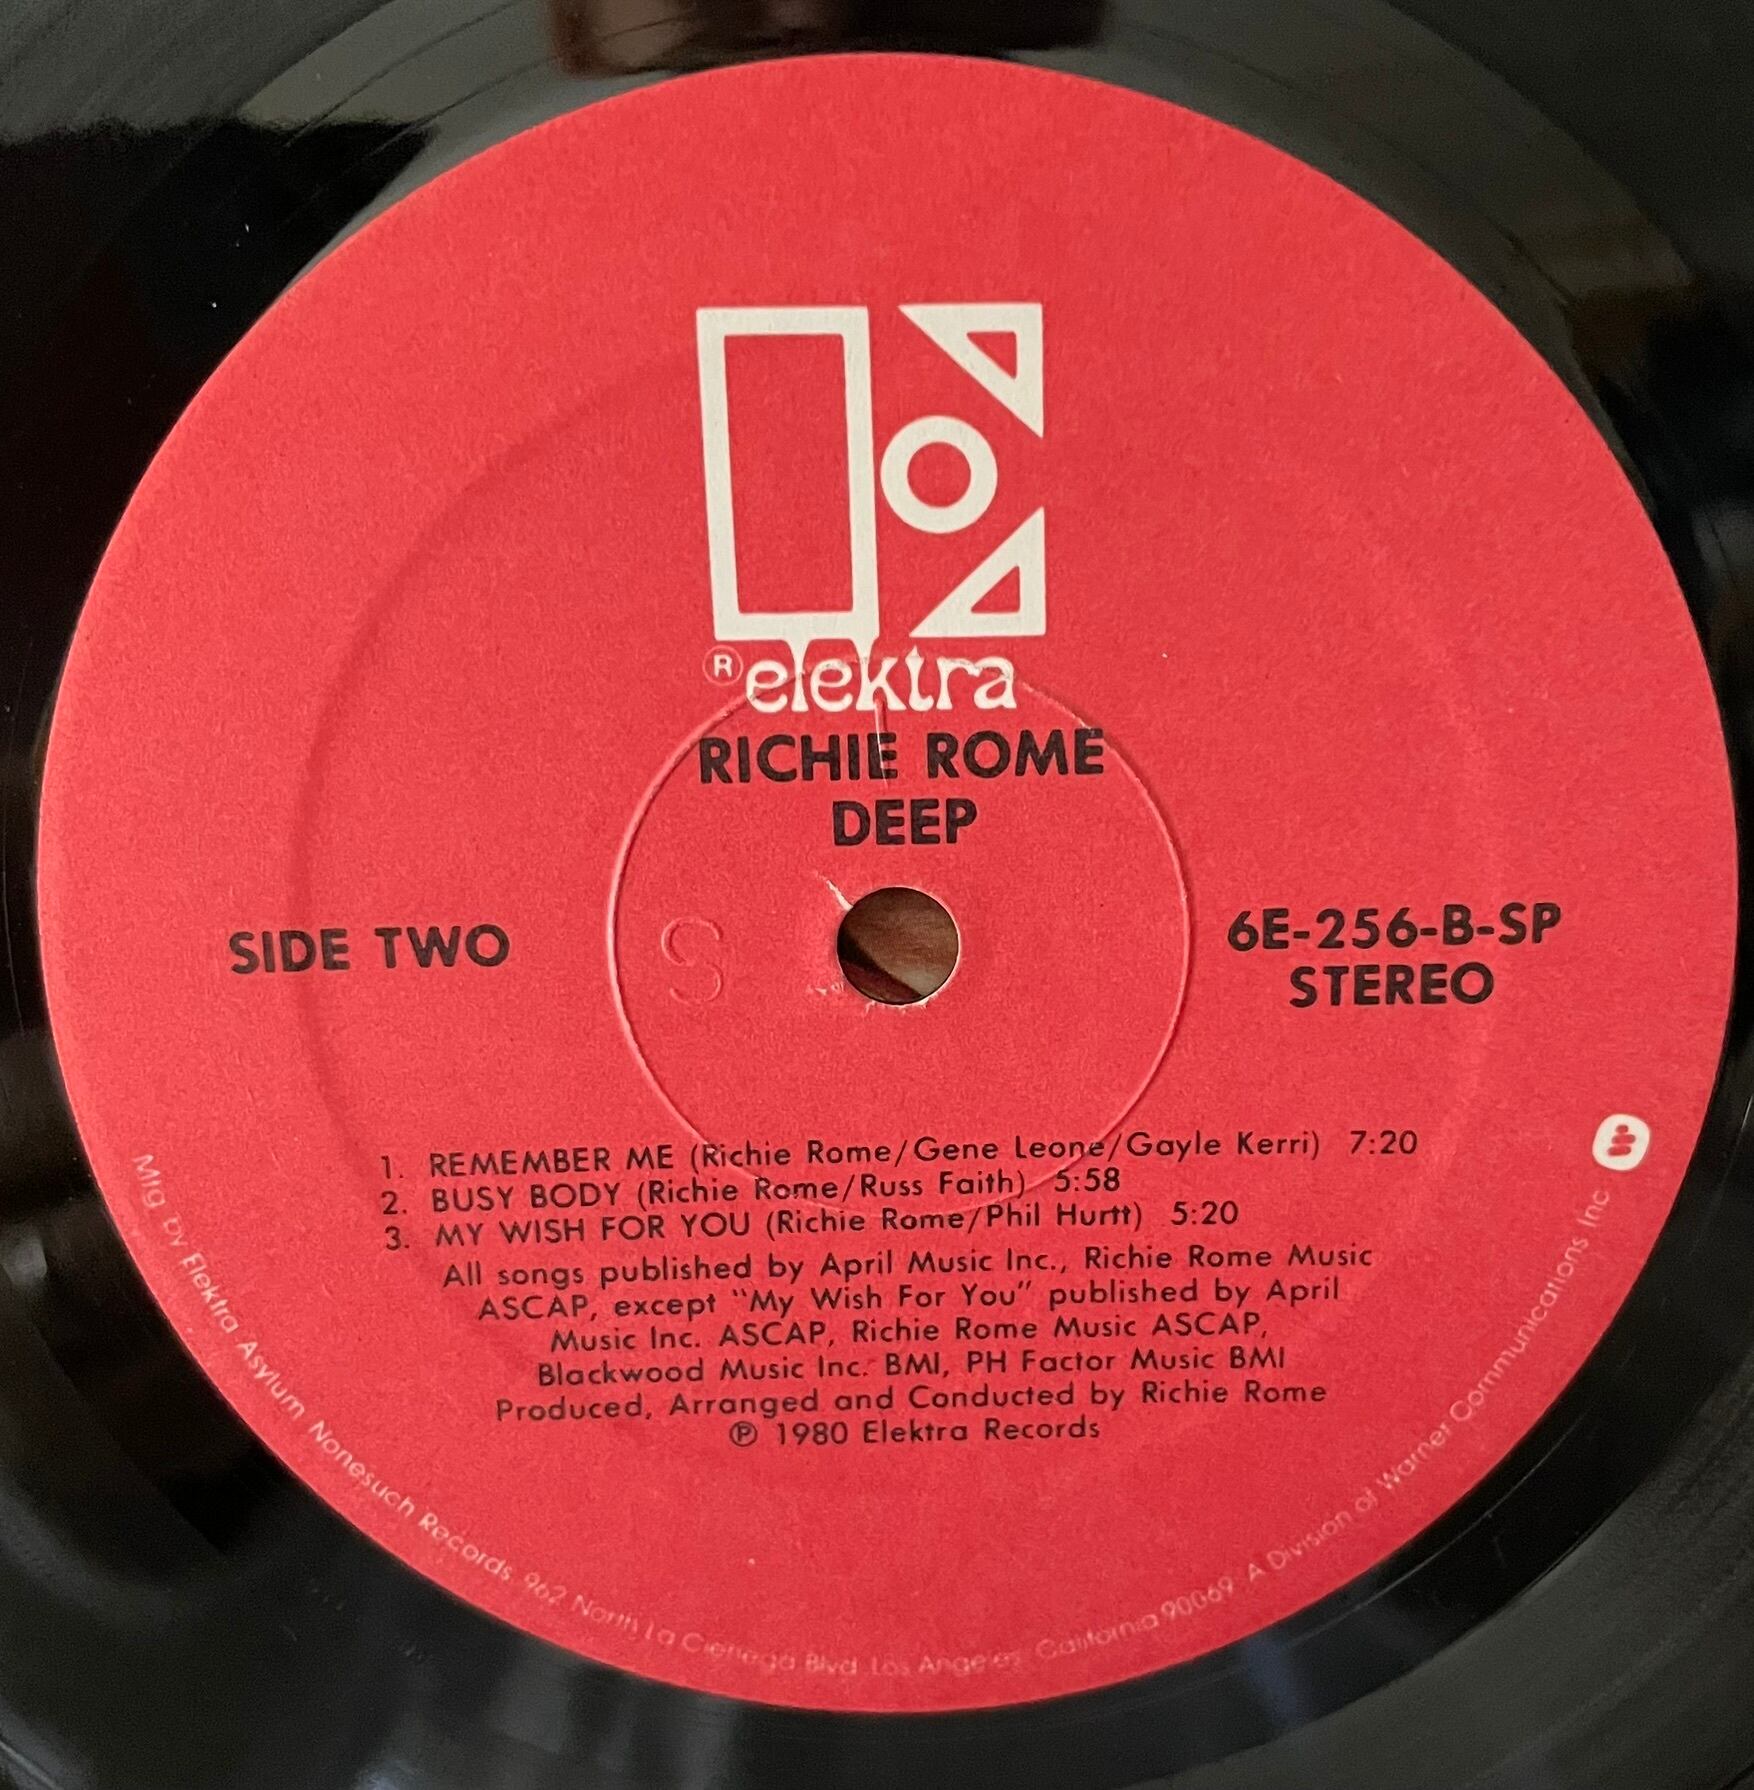 ® elektra
RICHIE ROME
DEEP
SIDE TWO
S
6E-256-B-SP
STEREO
1. REMEMBER ME (Richie Rome/Gene Leone/Gayle Kerri) 7:20
2. BUSY BODY (Richie Rome/Russ Faith) 5:58
3. MY WISH FOR YOU (Richie Rome/Phil Hurtt) 5:20
All songs published by April Music Inc., Richie Rome Music
ASCAP, except "My Wish For You" published by April
Music Inc. ASCAP, Richie Rome Music ASCAP,
Blackwood Music Inc. BMI, PH Factor Music BMI
Produced, Arranged and Conducted by Richie Rome
℗ 1980 Elektra Records
Mfg by Elektra Asylum Nonesuch Records 962 North La Cienega Blvd Los Angeles California 90069 A Division of Warner Communications Inc